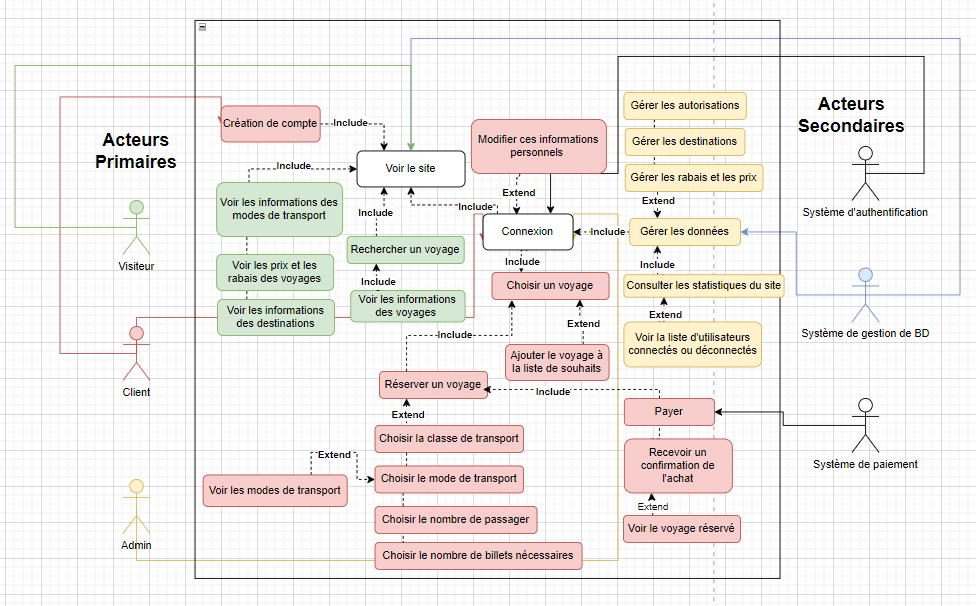 Acteurs
Primaires
Visiteur
Client
Admin
Création de compte
Include
Voir le site
Include
Voir les informations des
modes de transport
Voir les prix et les
rabais des voyages
Voir les informations
des destinations
Include
Rechercher un voyage
Include
Voir les informations
des voyages
Modifier ces informations
personnels
Extend
Include
Connexion
Include
Include
Choisir un voyage
Extend
Include
Ajouter le voyage à
la liste de souhaits
Réserver un voyage
Include
Extend
Choisir la classe de transport
Extend
Voir les modes de transport
Choisir le mode de transport
Choisir le nombre de passager
Choisir le nombre de billets nécessaires
Gérer les autorisations
Gérer les destinations
Gérer les rabais et les prix
Extend
Gérer les données
Include
Consulter les statistiques du site
Extend
Voir la liste d'utilisateurs
connectés ou déconnectés
Payer
Recevoir un
confirmation de
l'achat
Extend
Voir le voyage réservé
Acteurs
Secondaires
Système d'authentification
Système de gestion de BD
Système de paiement